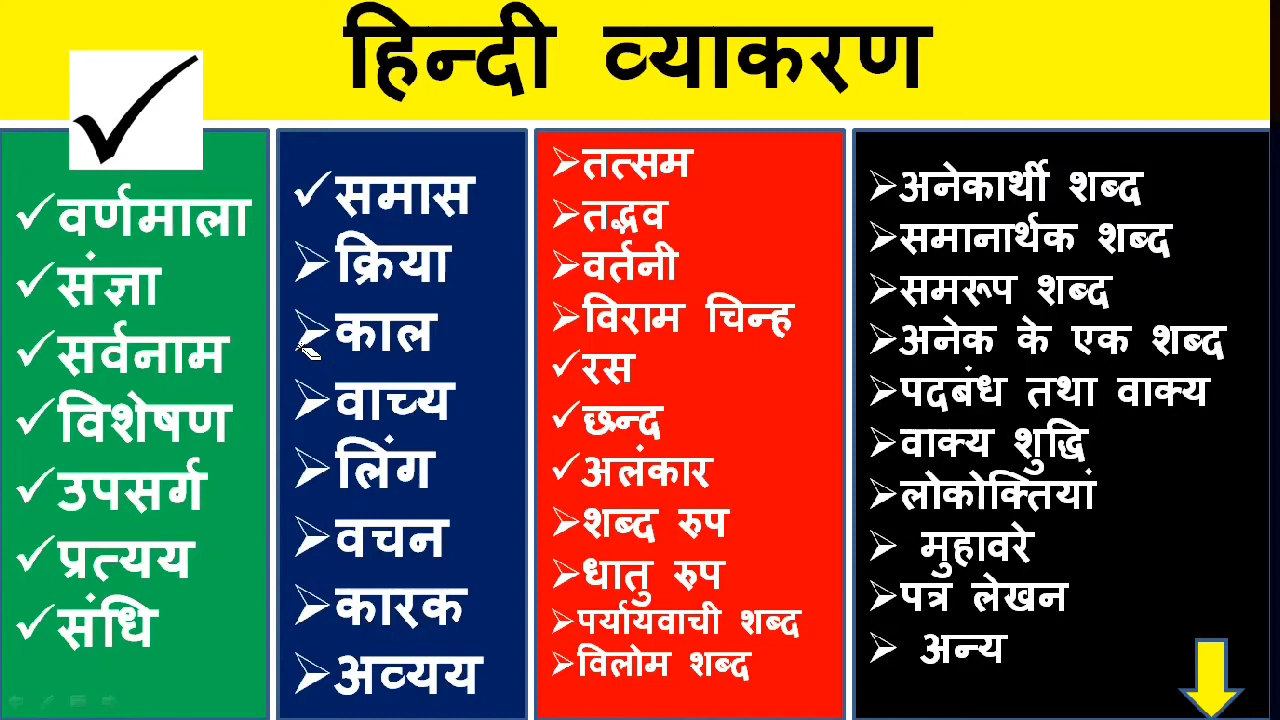 हिन्दी व्याकरण
वर्णमाला
संज्ञा
सर्वनाम
विशेषण
उपसर्ग
प्रत्यय
संधि
समास
क्रिया
काल
वाच्य
लिंग
वचन
कारक
अव्यय
तत्सम
तद्भव
वर्तनी
विराम चिन्ह
रस
छन्द
अलंकार
शब्द रुप
धातु रुप
पर्यायवाची शब्द
विलोम शब्द
अनेकार्थी शब्द
समानार्थक शब्द
समरूप शब्द
अनेक के एक शब्द
पदबंध तथा वाक्य
वाक्य शुद्धि
लोकोक्तियां
मुहावरे
पत्र लेखन
अन्य